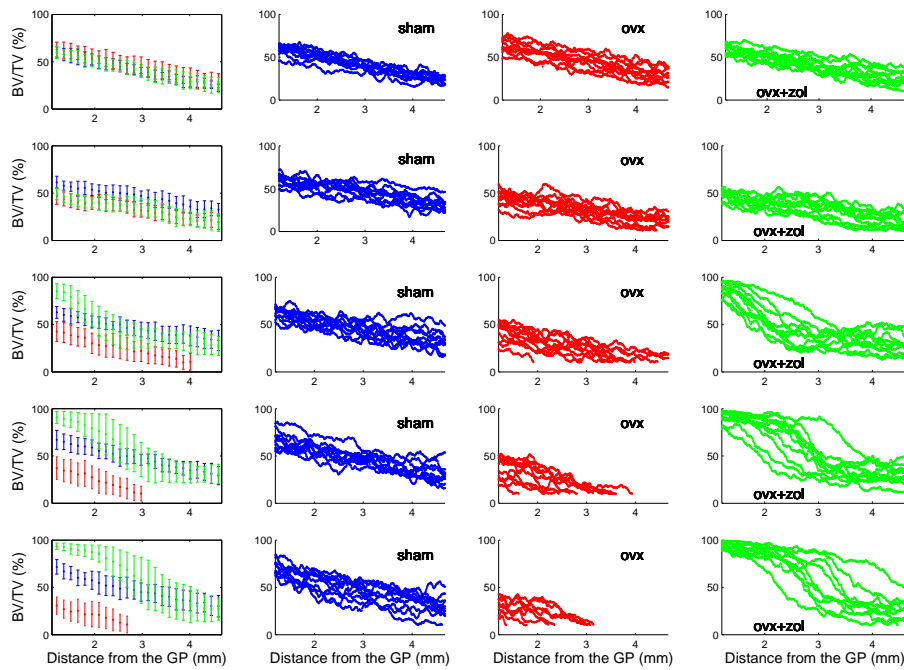 100 100 100 100
sham ovx
BV/TV (%)
50 50 50 50
ovx+zol
0 0 0 0
2 3 4 2 3 4 2 3 4 2 3 4
100 100 100 100
sham ovx
BV/TV (%)
50 50 50 50
ovx+zol
0 0 0 0
2 3 4 2 3 4 2 3 4 2 3 4
100 100 100 100
sham ovx
BV/TV (%)
50 50 50 50
ovx+zol
0 0 0 0
2 3 4 2 3 4 2 3 4 2 3 4
100 100 100 100
sham ovx
BV/TV (%)
50 50 50 50
ovx+zol
0 0 0 0
2 3 4 2 3 4 2 3 4 2 3 4
100 100 100 100
sham ovx
BV/TV (%)
50 50 50 50
ovx+zol
0 0 0 0
2 3 4 2 3 4 2 3 4 2 3 4
Distance from the GP (mm) Distance from the GP (mm) Distance from the GP (mm) Distance from the GP (mm)